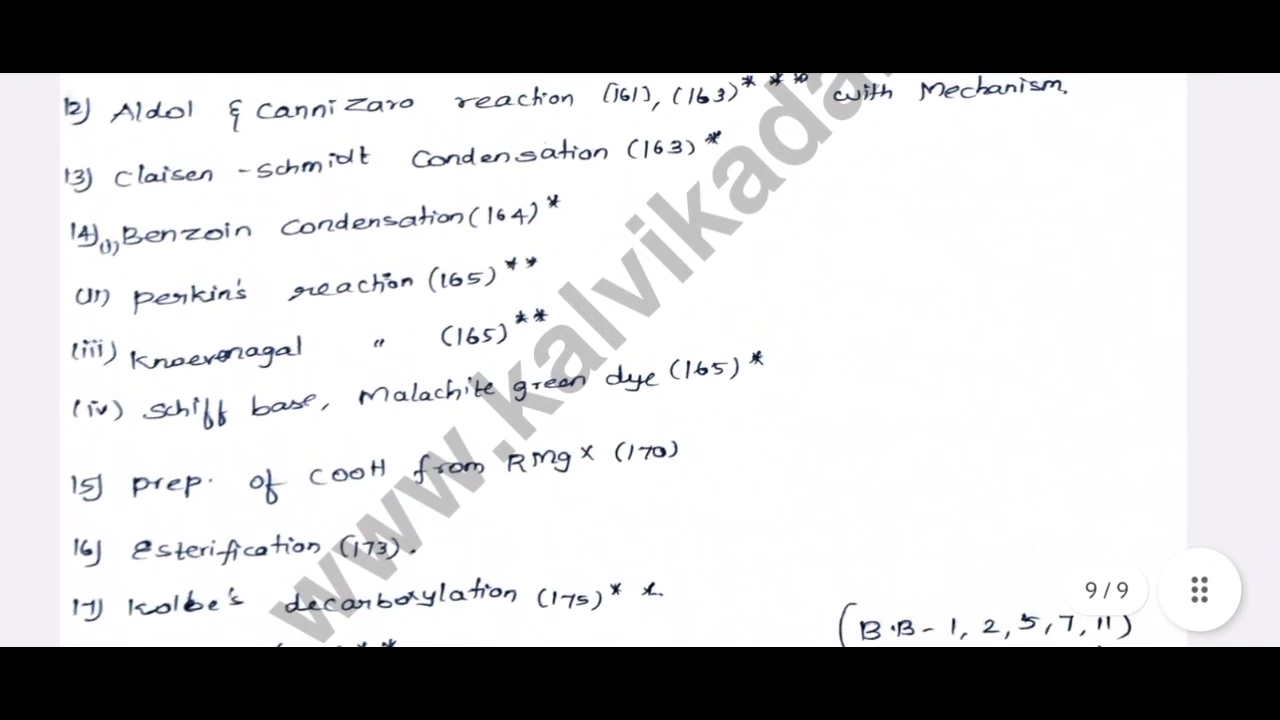 12) Aldol & Cannizaro reaction (161), (163)*** with Mechanism.
13) Claisen - Schmidt Condensation (163)*
14) (i) Benzoin Condensation (164)*
(ii) Perkin's reaction (165)**
(iii) Knoevenagal " (165)**
(iv) Schiff base, Malachite green dye (165)*
15) Prep. of COOH from RMgx (170)
16) Esterification (173).
17) Kolbe's decarboxylation (175)**
(B.B - 1, 2, 5, 7, 11)
9/9
www.kalvikada